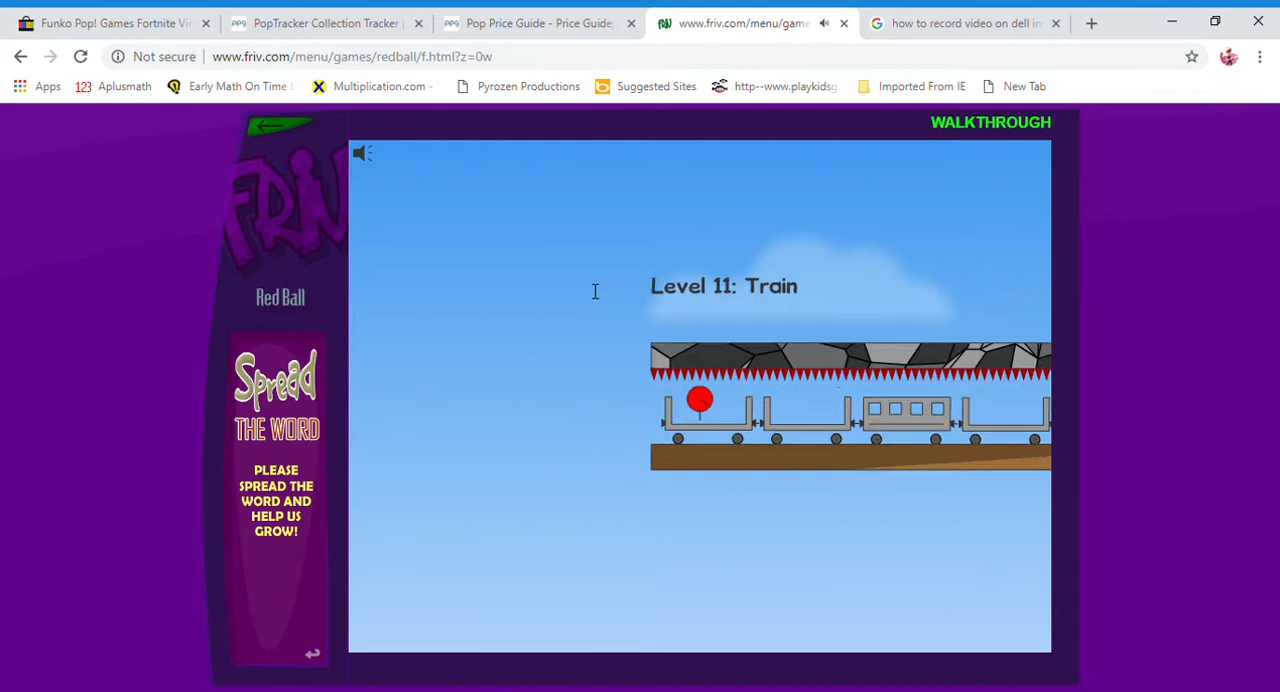 Funko Pop! Games Fortnite Vi
PopTracker Collection Tracker |
Pop Price Guide - Price Guide,
www.friv.com/menu/game
how to record video on dell in
Not secure
www.friv.com/menu/games/redball/f.html?z=0w
Apps
123 Aplusmath
Early Math On Time
Multiplication.com -
Pyrozen Productions
Suggested Sites
http--www.playkidsg
Imported From IE
New Tab
WALKTHROUGH
FRIV
Red Ball
Level 11: Train
Spread
THE WORD
PLEASE
SPREAD THE
WORD AND
HELP US
GROW!